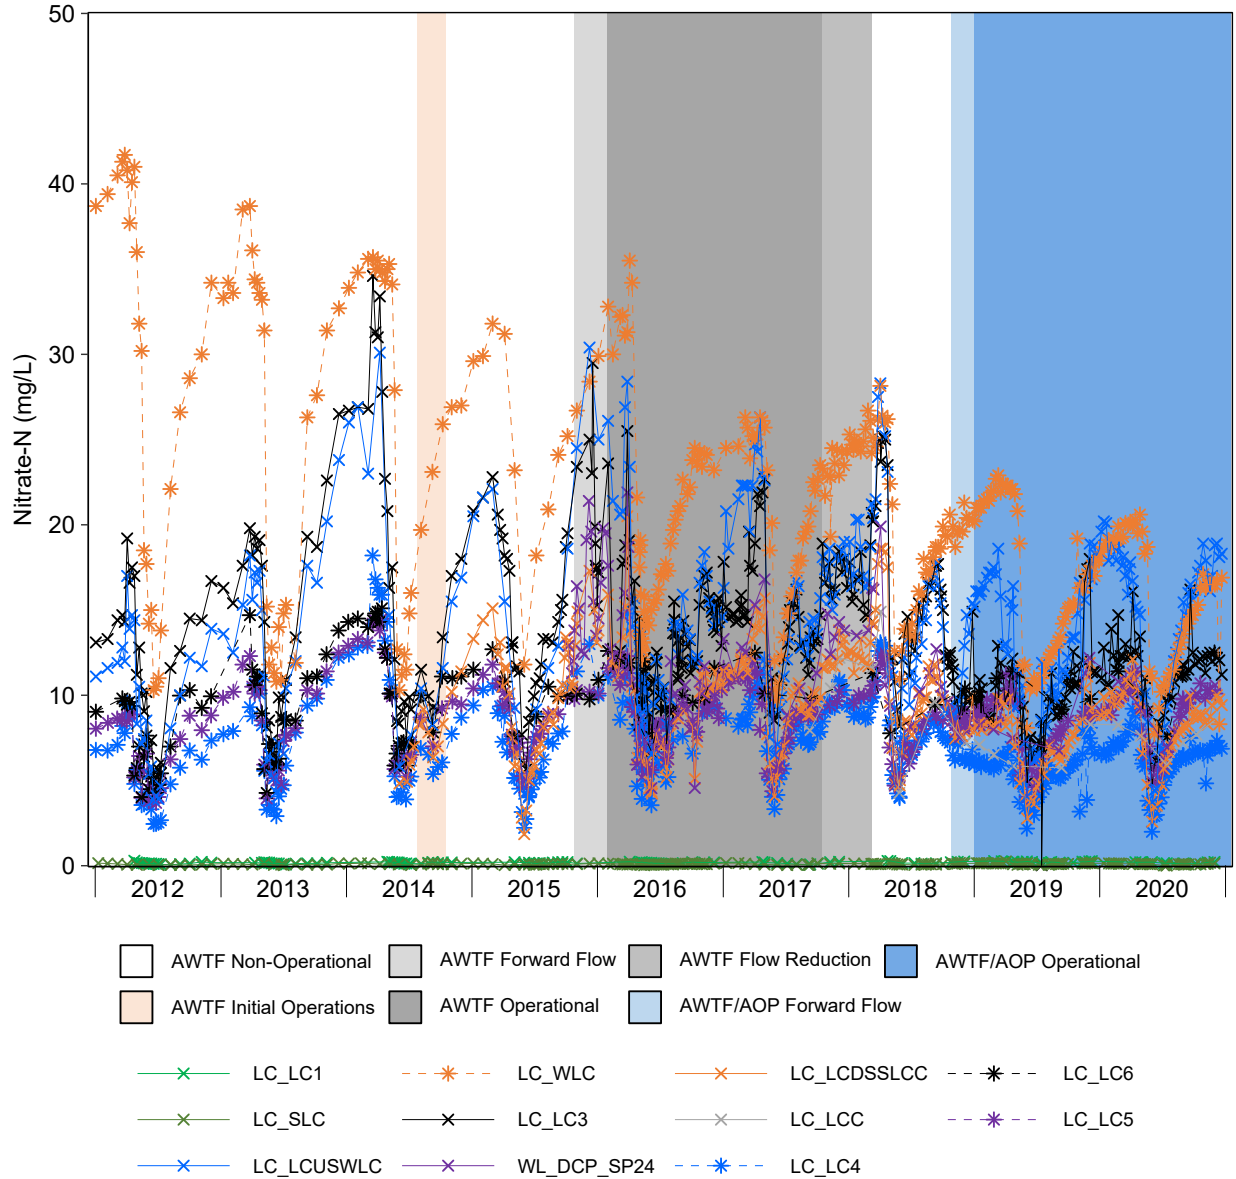 50
40
30
20
10
0
Nitrate-N (mg/L)
2012 2013 2014 2015 2016 2017 2018 2019 2020
AWTF Non-Operational AWTF Forward Flow AWTF Flow Reduction AWTF/AOP Operational
AWTF Initial Operations AWTF Operational AWTF/AOP Forward Flow
LC_LC1 LC_WLC LC_LCDSSLCC LC_LC6
LC_SLC LC_LC3 LC_LCC LC_LC5
LC_LCUSWLC WL_DCP_SP24 LC_LC4